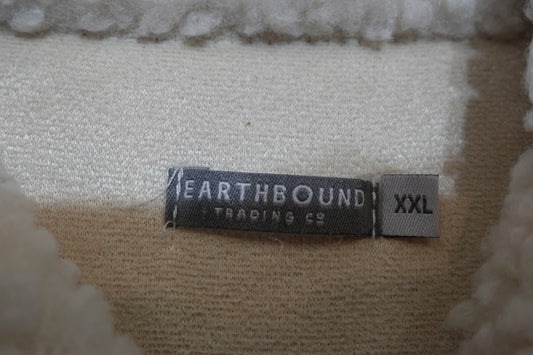 EARTHBOUND
TRADING CO
XXL